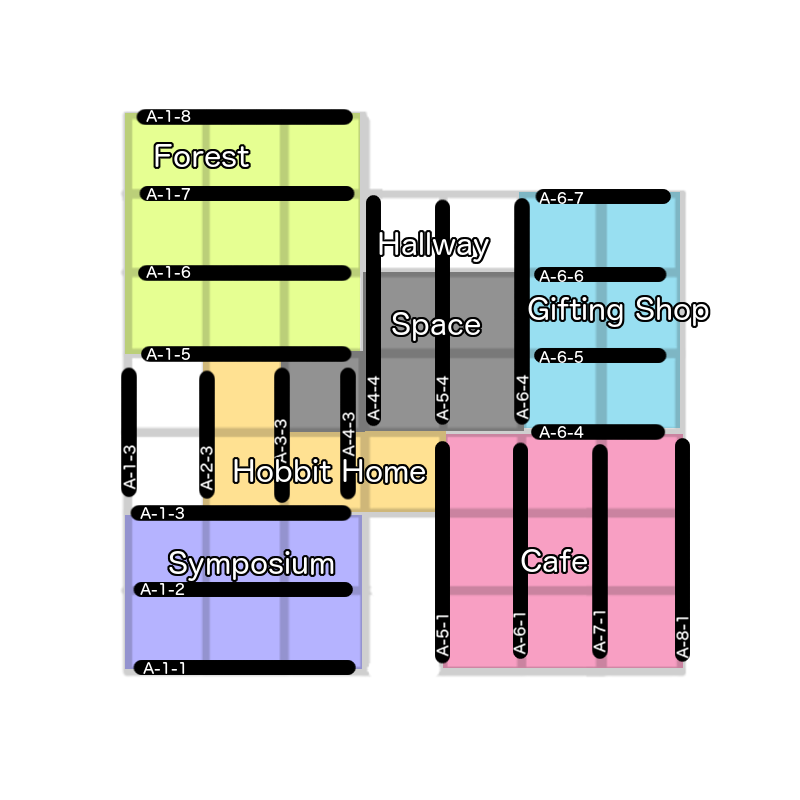 A-1-8
Forest
A-1-7
A-6-7
Hallway
A-1-6
A-6-6
Gifting Shop
Space
A-1-5
A-6-5
A-4-4
A-5-4
A-6-4
A-6-4
A-1-3
A-2-3
A-3-3
A-4-3
Hobbit Home
A-1-3
Symposium
Cafe
A-1-2
A-5-1
A-6-1
A-7-1
A-8-1
A-1-1